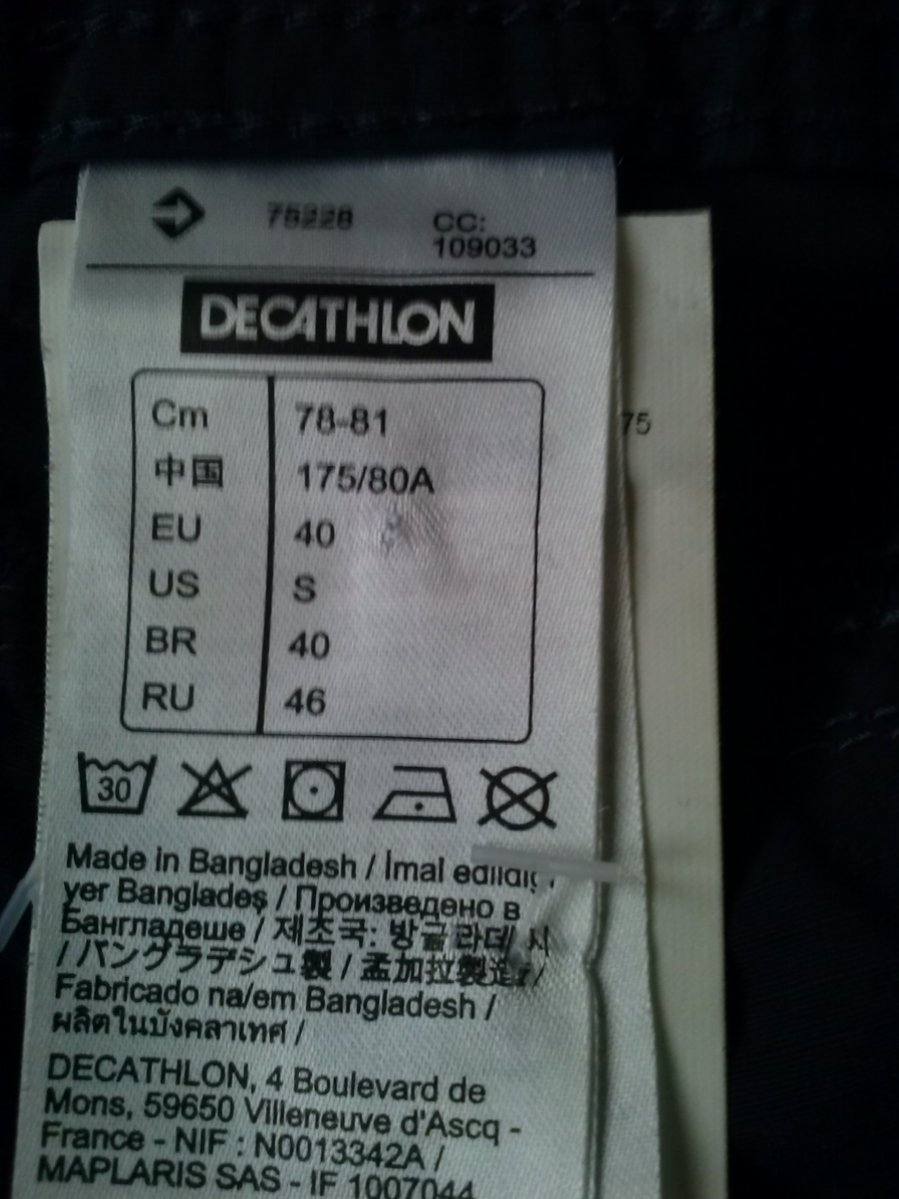 75228 CC:
109033
DECATHLON
Cm 78-81
中国 175/80A
EU 40
US S
BR 40
RU 46
30
75
Made in Bangladesh / İmal edildiği
yer Bangladeş / Произведено в
Бангладеше / 제조국: 방글라데시
/ バングラデシュ製 / 孟加拉製造 /
Fabricado na/em Bangladesh /
ผลิตในบังคลาเทศ /
DECATHLON, 4 Boulevard de
Mons, 59650 Villeneuve d'Ascq -
France - NIF : N0013342A /
MAPLARIS SAS - IF 1007044